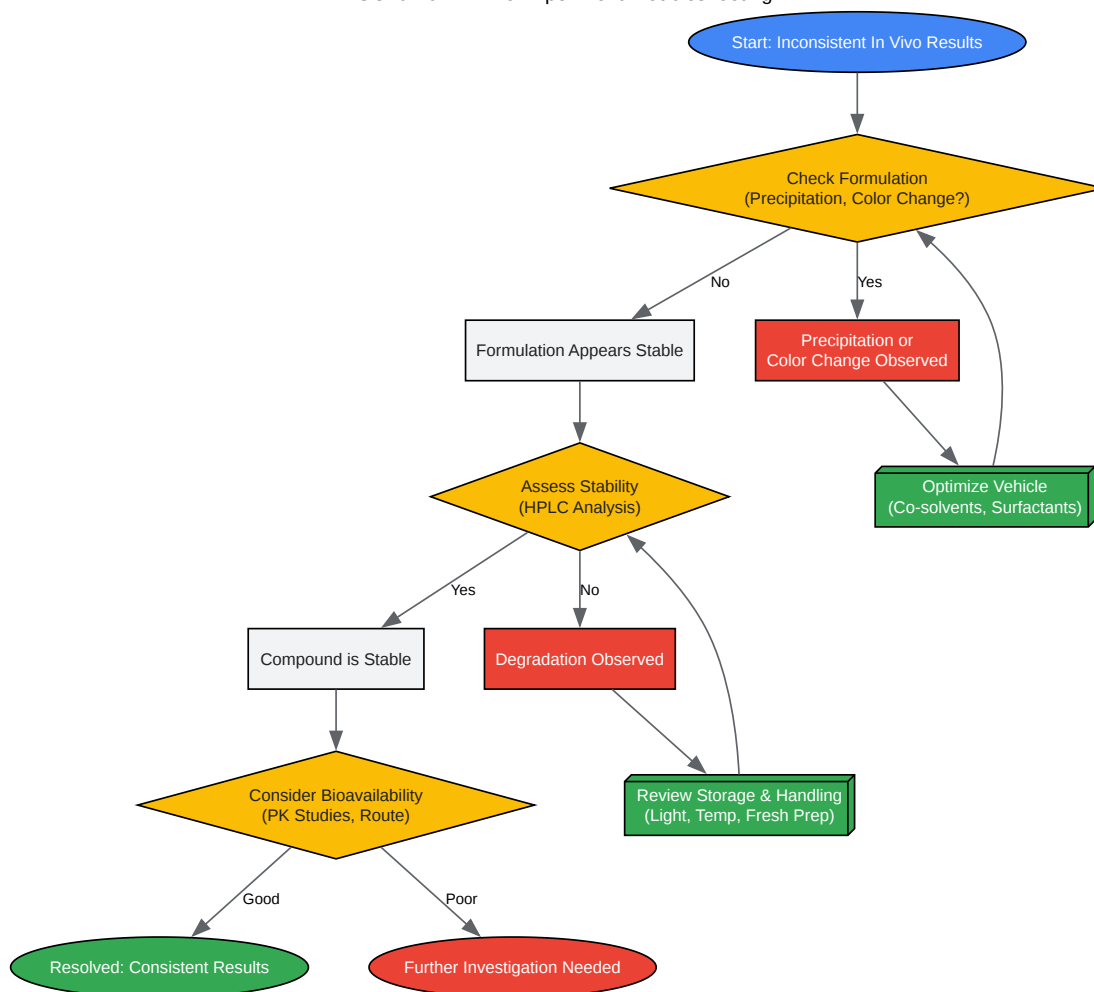 Start: Inconsistent In Vivo Results
Check Formulation
(Precipitation, Color Change?)
No
Yes
Formulation Appears Stable
Precipitation or
Color Change Observed
Assess Stability
(HPLC Analysis)
Optimize Vehicle
(Co-solvents, Surfactants)
Yes
No
Compound is Stable
Degradation Observed
Consider Bioavailability
(PK Studies, Route)
Review Storage & Handling
(Light, Temp, Fresh Prep)
Good
Poor
Resolved: Consistent Results
Further Investigation Needed